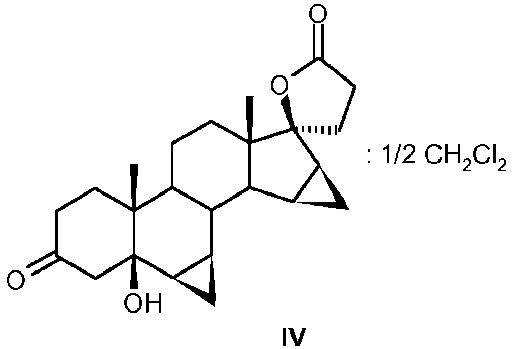 O
O
: 1/2 CH₂Cl₂
O
OH
IV